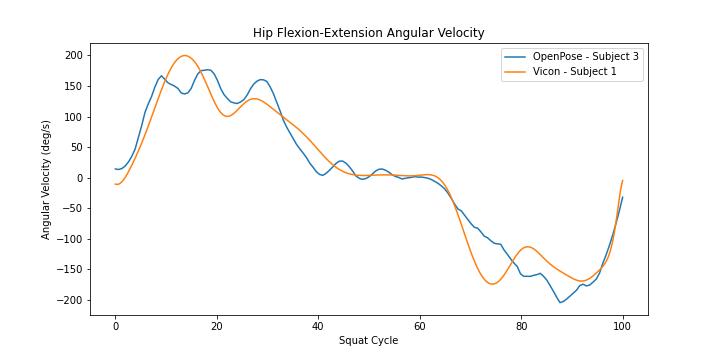 Hip Flexion-Extension Angular Velocity
OpenPose - Subject 3
Vicon - Subject 1
Angular Velocity (deg/s)
200
150
100
50
0
−50
−100
−150
−200
0 20 40 60 80 100
Squat Cycle